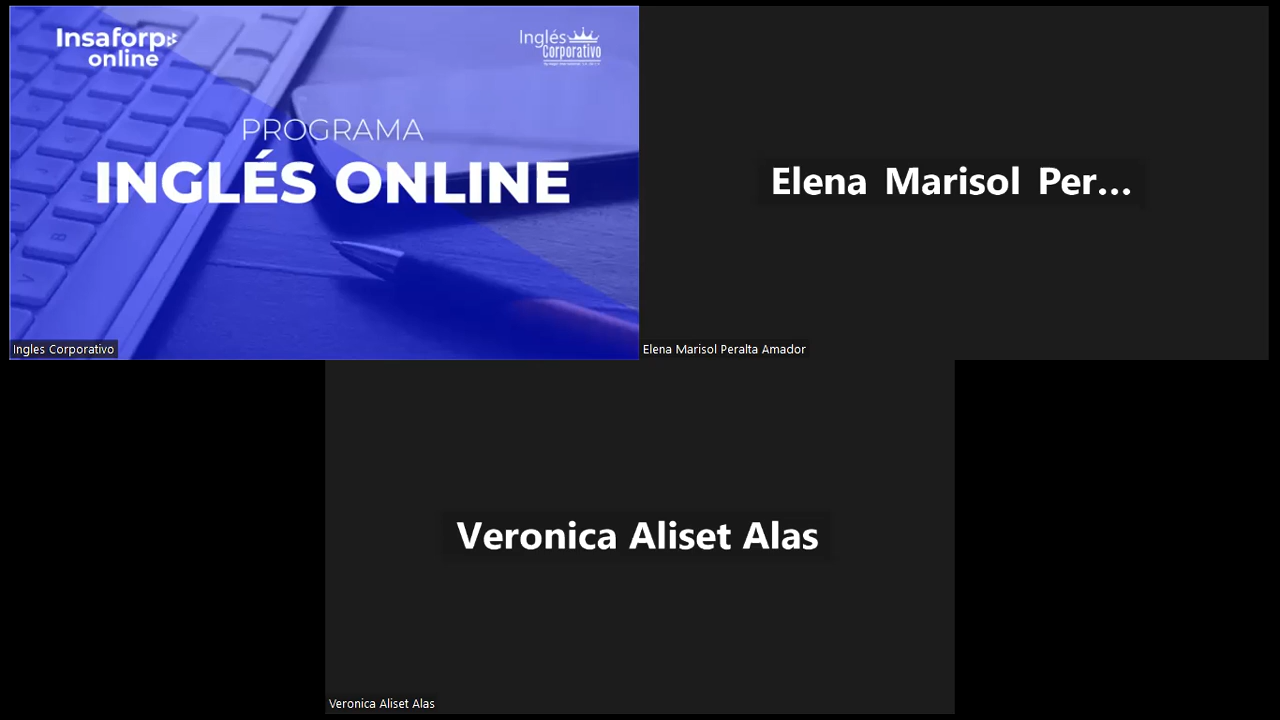 Insaforp
online
Inglés
Corporativo
PROGRAMA
INGLÉS ONLINE
Ingles Corporativo
Elena Marisol Per...
Elena Marisol Peralta Amador
Veronica Aliset Alas
Veronica Aliset Alas